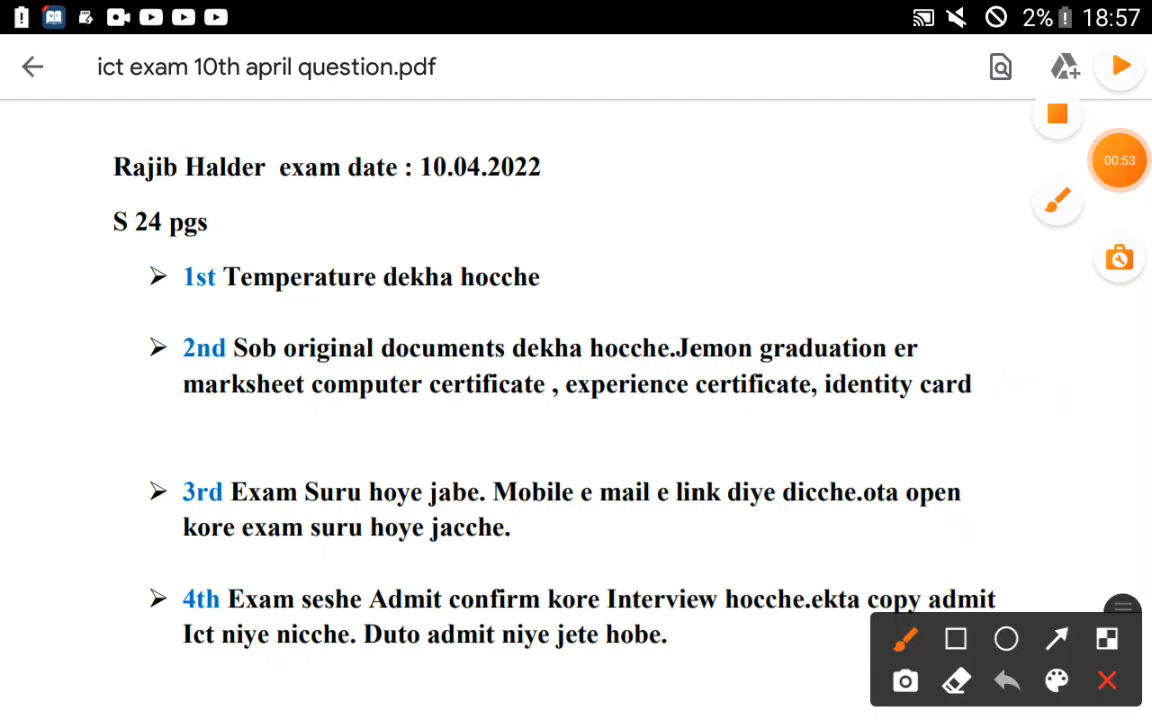 2% 18:57
ict exam 10th april question.pdf
00:53
Rajib Halder exam date : 10.04.2022
S 24 pgs
➢ 1st Temperature dekha hocche
➢ 2nd Sob original documents dekha hocche.Jemon graduation er
marksheet computer certificate , experience certificate, identity card
➢ 3rd Exam Suru hoye jabe. Mobile e mail e link diye dicche.ota open
kore exam suru hoye jacche.
➢ 4th Exam seshe Admit confirm kore Interview hocche.ekta copy admit
Ict niye nicche. Duto admit niye jete hobe.